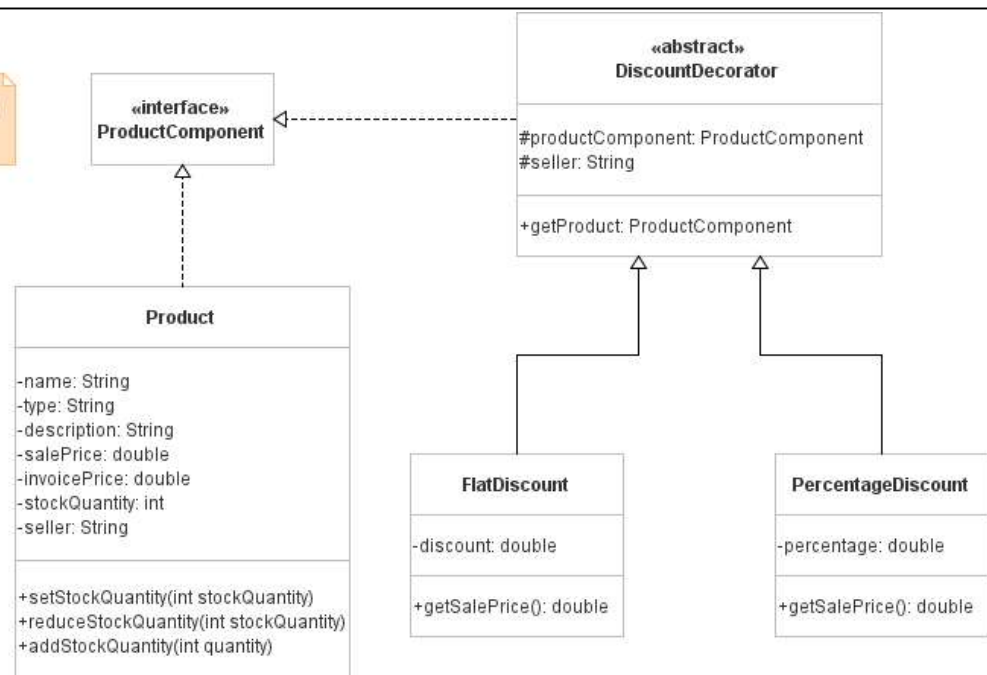 «interface»
ProductComponent
«abstract»
DiscountDecorator
#productComponent: ProductComponent
#seller: String
+getProduct: ProductComponent
Product
-name: String
-type: String
-description: String
-salePrice: double
-invoicePrice: double
-stockQuantity: int
-seller: String
+setStockQuantity(int stockQuantity)
+reduceStockQuantity(int stockQuantity)
+addStockQuantity(int quantity)
FlatDiscount
-discount: double
+getSalePrice(): double
PercentageDiscount
-percentage: double
+getSalePrice(): double